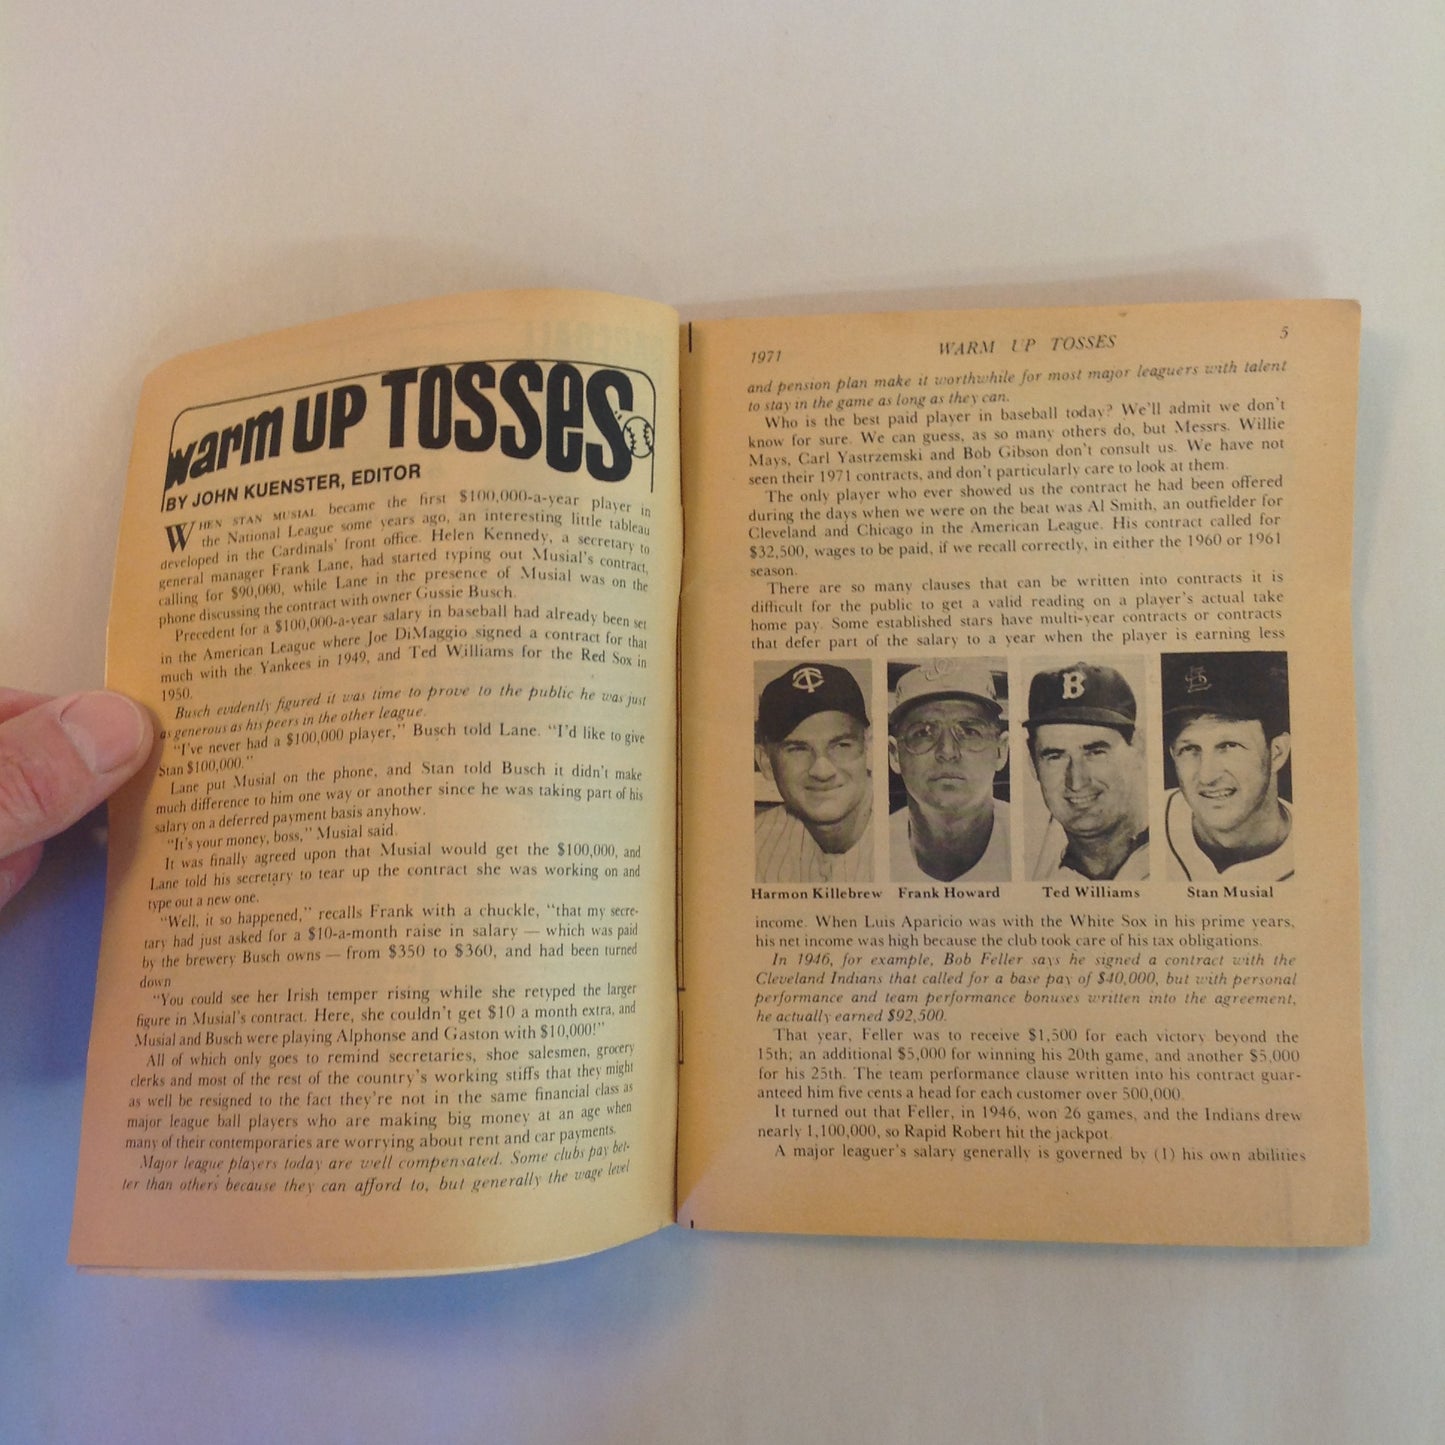 warm UP TOSSES
BY JOHN KUENSTER, EDITOR
WHEN STAN MUSIAL became the first $100,000-a-year player in
the National League some years ago, an interesting little tableau
developed in the Cardinals' front office. Helen Kennedy, a secretary to
general manager Frank Lane, had started typing out Musial's contract,
calling for $90,000, while Lane in the presence of Musial was on the
phone discussing the contract with owner Gussie Busch.
Precedent for a $100,000-a-year salary in baseball had already been set
in the American League where Joe DiMaggio signed a contract for that
much with the Yankees in 1949, and Ted Williams for the Red Sox in
1950.
Busch evidently figured it was time to prove to the public he was just
as generous as his peers in the other league.
"I've never had a $100,000 player," Busch told Lane. "I'd like to give
Stan $100,000."
Lane put Musial on the phone, and Stan told Busch it didn't make
much difference to him one way or another since he was taking part of his
salary on a deferred payment basis anyhow.
"It's your money, boss," Musial said.
It was finally agreed upon that Musial would get the $100,000, and
Lane told his secretary to tear up the contract she was working on and
type out a new one.
"Well, it so happened," recalls Frank with a chuckle, "that my secre-
tary had just asked for a $10-a-month raise in salary — which was paid
by the brewery Busch owns — from $350 to $360, and had been turned
down
"You could see her Irish temper rising while she retyped the larger
figure in Musial's contract. Here, she couldn't get $10 a month extra, and
Musial and Busch were playing Alphonse and Gaston with $10,000!"
All of which only goes to remind secretaries, shoe salesmen, grocery
clerks and most of the rest of the country's working stiffs that they might
as well be resigned to the fact they're not in the same financial class as
major league ball players who are making big money at an age when
many of their contemporaries are worrying about rent and car payments.
Major league players today are well compensated. Some clubs pay bet-
ter than others because they can afford to, but generally the wage level
1971 WARM UP TOSSES 5
and pension plan make it worthwhile for most major leaguers with talent
to stay in the game as long as they can.
Who is the best paid player in baseball today? We'll admit we don't
know for sure. We can guess, as so many others do, but Messrs. Willie
Mays, Carl Yastrzemski and Bob Gibson don't consult us. We have not
seen their 1971 contracts, and don't particularly care to look at them.
The only player who ever showed us the contract he had been offered
during the days when we were on the beat was Al Smith, an outfielder for
Cleveland and Chicago in the American League. His contract called for
$32,500, wages to be paid, if we recall correctly, in either the 1960 or 1961
season.
There are so many clauses that can be written into contracts it is
difficult for the public to get a valid reading on a player's actual take
home pay. Some established stars have multi-year contracts or contracts
that defer part of the salary to a year when the player is earning less
Harmon Killebrew Frank Howard Ted Williams Stan Musial
income. When Luis Aparicio was with the White Sox in his prime years,
his net income was high because the club took care of his tax obligations.
In 1946, for example, Bob Feller says he signed a contract with the
Cleveland Indians that called for a base pay of $40,000, but with personal
performance and team performance bonuses written into the agreement,
he actually earned $92,500.
That year, Feller was to receive $1,500 for each victory beyond the
15th; an additional $5,000 for winning his 20th game, and another $5,000
for his 25th. The team performance clause written into his contract guar-
anteed him five cents a head for each customer over 500,000.
It turned out that Feller, in 1946, won 26 games, and the Indians drew
nearly 1,100,000, so Rapid Robert hit the jackpot.
A major leaguer's salary generally is governed by (1) his own abilities